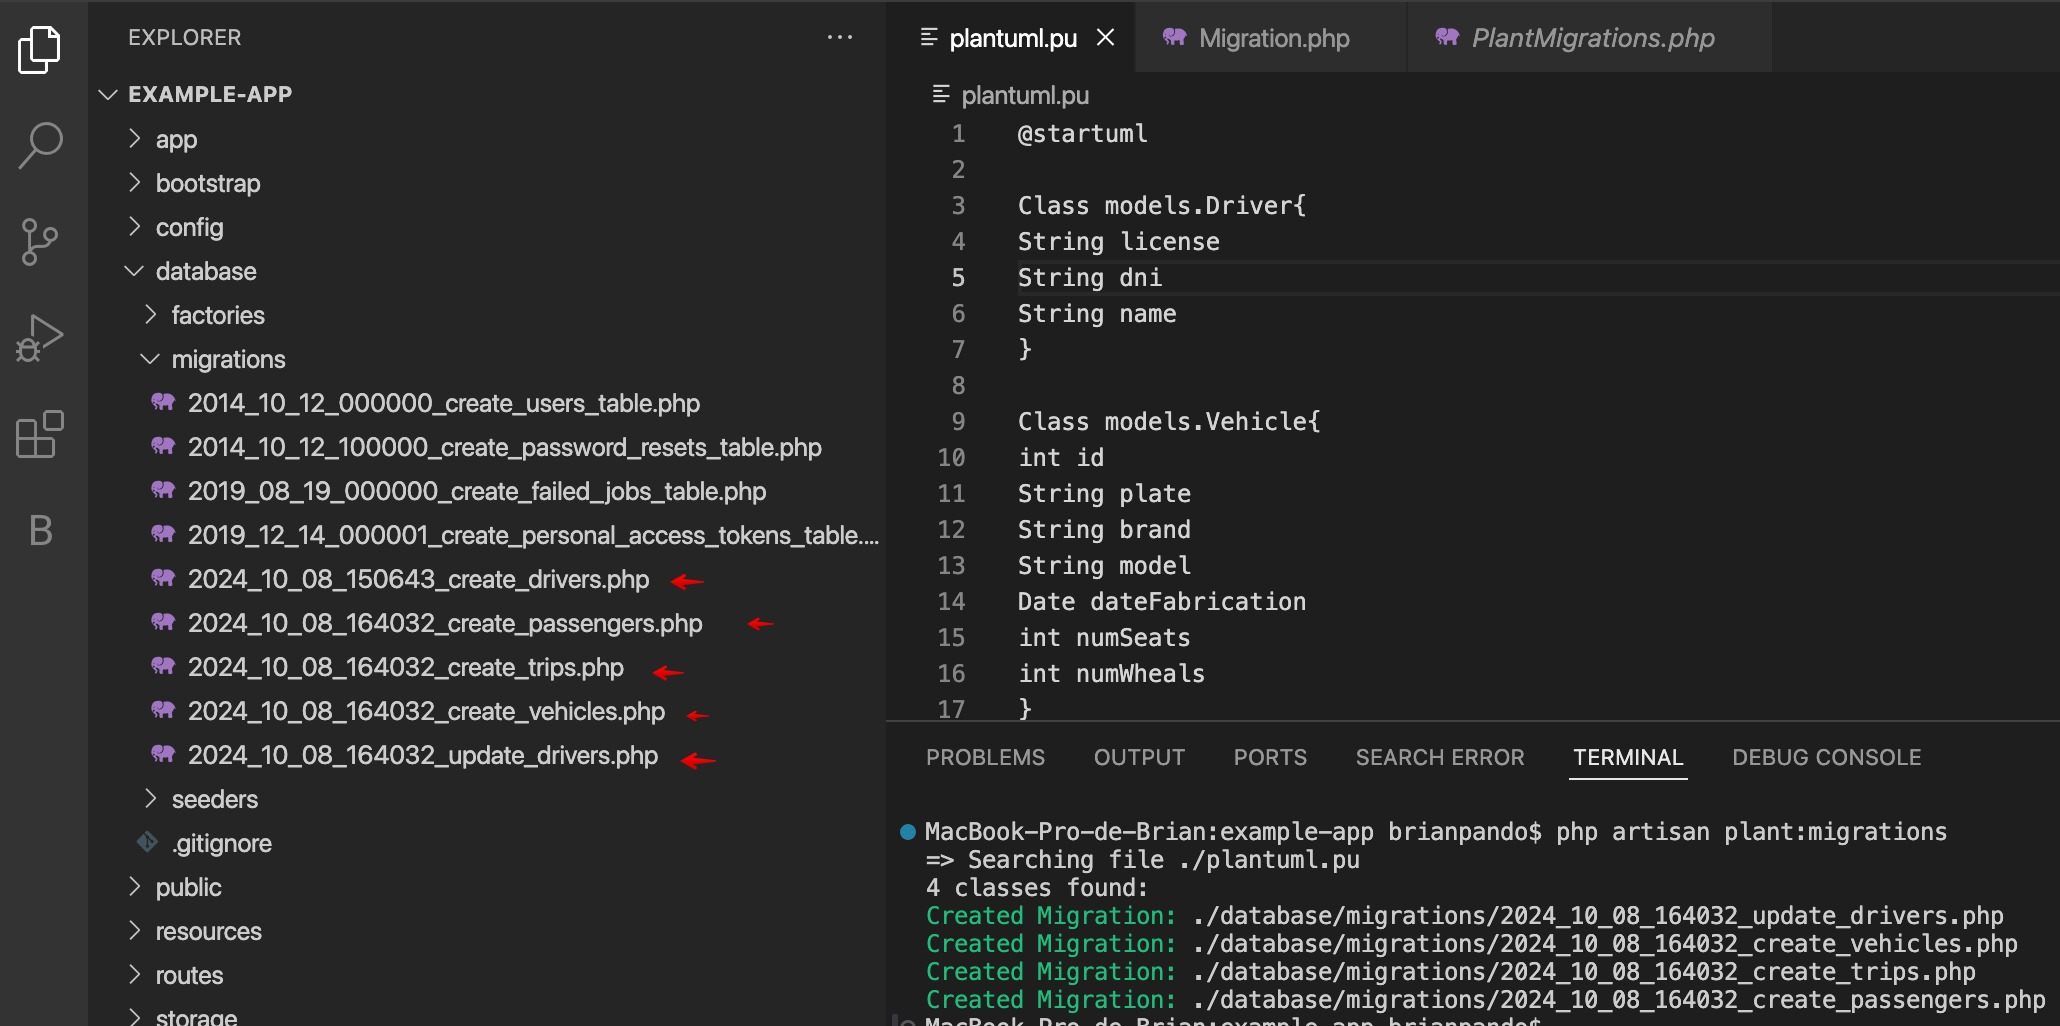 EXPLORER
EXAMPLE-APP
app
bootstrap
config
database
factories
migrations
2014_10_12_000000_create_users_table.php
2014_10_12_100000_create_password_resets_table.php
2019_08_19_000000_create_failed_jobs_table.php
2019_12_14_000001_create_personal_access_tokens_table....
2024_10_08_150643_create_drivers.php
2024_10_08_164032_create_passengers.php
2024_10_08_164032_create_trips.php
2024_10_08_164032_create_vehicles.php
2024_10_08_164032_update_drivers.php
seeders
.gitignore
public
resources
routes
storage
B
plantuml.pu Migration.php PlantMigrations.php
plantuml.pu
1 @startuml
2
3 Class models.Driver{
4 String license
5 String dni
6 String name
7 }
8
9 Class models.Vehicle{
10 int id
11 String plate
12 String brand
13 String model
14 Date dateFabrication
15 int numSeats
16 int numWheals
17 }
PROBLEMS OUTPUT PORTS SEARCH ERROR TERMINAL DEBUG CONSOLE
MacBook-Pro-de-Brian:example-app brianpando$ php artisan plant:migrations
=> Searching file ./plantuml.pu
4 classes found:
Created Migration: ./database/migrations/2024_10_08_164032_update_drivers.php
Created Migration: ./database/migrations/2024_10_08_164032_create_vehicles.php
Created Migration: ./database/migrations/2024_10_08_164032_create_trips.php
Created Migration: ./database/migrations/2024_10_08_164032_create_passengers.php
MacBook-Pro-de-Brian:example-app brianpando$